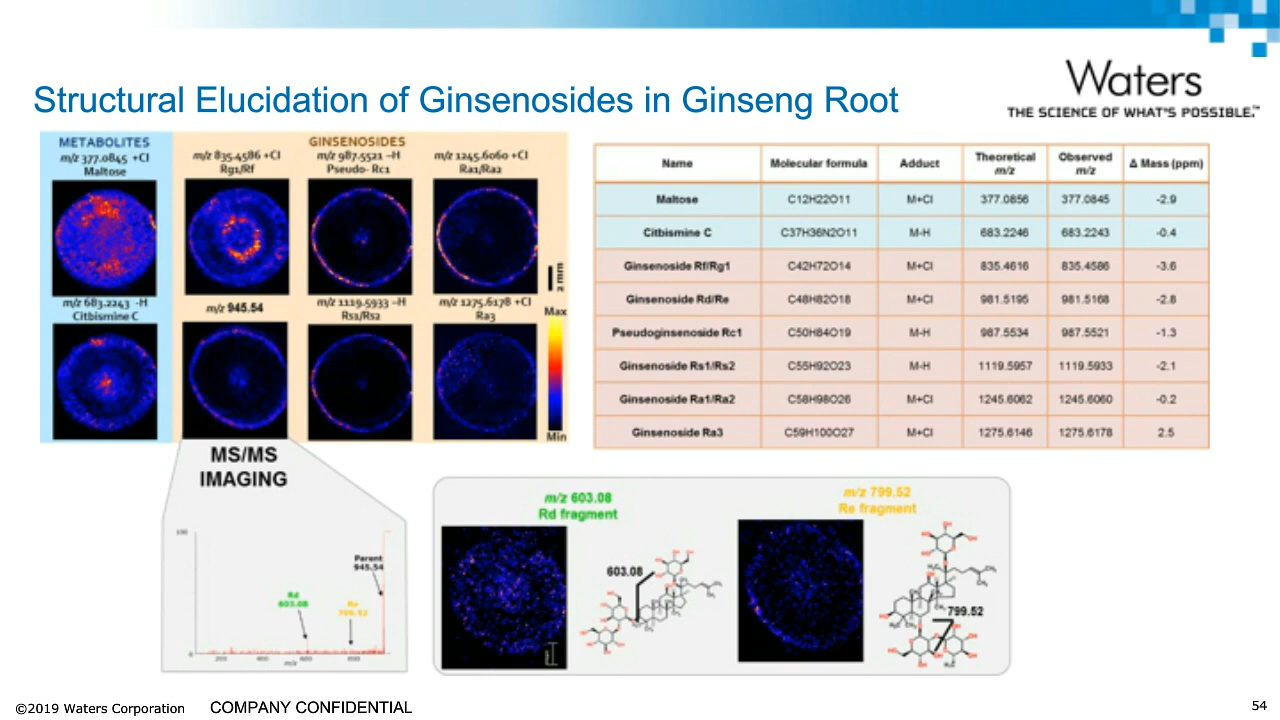 Waters
THE SCIENCE OF WHAT'S POSSIBLE.™
Structural Elucidation of Ginsenosides in Ginseng Root
METABOLITES
GINSENOSIDES
m/z 377.0845 +Cl
Maltose
m/z 835.4586 +Cl
Rg1/Rf
m/z 987.5521 –H
Pseudo- Rc1
m/z 1245.6060 +Cl
Ra1/Ra2
2 mm
m/z 683.2243 -H
Citbismine C
m/z 945.54
m/z 1119.5933 –H
Rs1/Rs2
m/z 1275.6178 +Cl
Ra3
Max
Min
Name Molecular formula Adduct Theoretical m/z Observed m/z Δ Mass (ppm)
Maltose C12H22O11 M+Cl 377.0856 377.0845 -2.9
Citbismine C C37H36N2O11 M-H 683.2246 683.2243 -0.4
Ginsenoside Rf/Rg1 C42H72O14 M+Cl 835.4616 835.4586 -3.6
Ginsenoside Rd/Re C48H82O18 M+Cl 981.5195 981.5168 -2.8
Pseudoginsenoside Rc1 C50H84O19 M-H 987.5534 987.5521 -1.3
Ginsenoside Rs1/Rs2 C55H92O23 M-H 1119.5957 1119.5933 -2.1
Ginsenoside Ra1/Ra2 C58H98O26 M+Cl 1245.6062 1245.6060 -0.2
Ginsenoside Ra3 C59H100O27 M+Cl 1275.6146 1275.6178 2.5
MS/MS
IMAGING
100
Parent
945.54
Rd
603.08
Re
799.52
0
200 400 600 800
m/z
m/z 603.08
Rd fragment
603.08
m/z 799.52
Re fragment
799.52
©2019 Waters Corporation
COMPANY CONFIDENTIAL
54